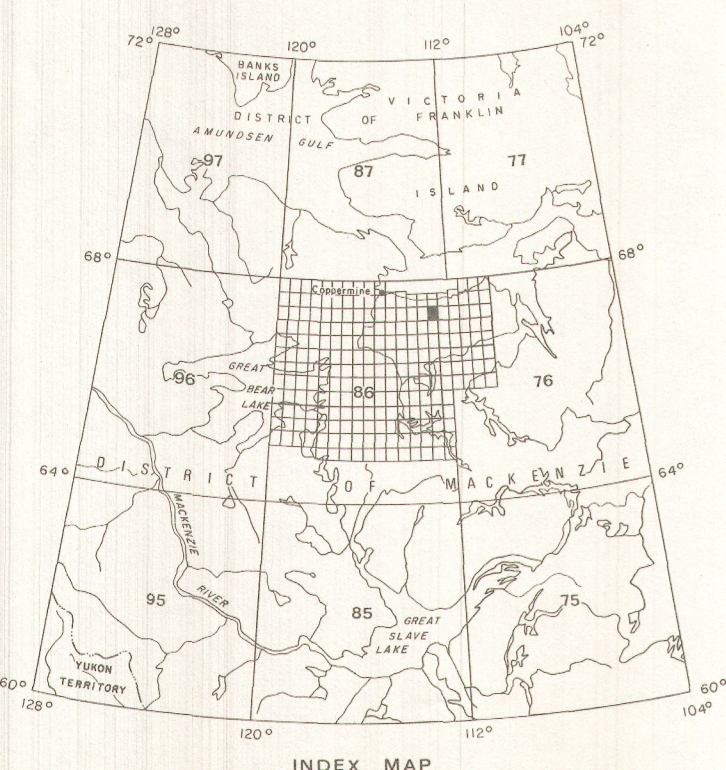 128° 120° 112° 104°
72° 72°
BANKS
ISLAND
VICTORIA
DISTRICT OF FRANKLIN
AMUNDSEN GULF
97 87 77
ISLAND
68° 68°
Coppermine
GREAT
96 86 76
BEAR
LAKE
DISTRICT OF MACKENZIE
64° 64°
MACKENZIE
RIVER
95 85 75
GREAT
SLAVE
LAKE
YUKON
TERRITORY
60° 60°
128° 104°
120° 112°
INDEX MAP